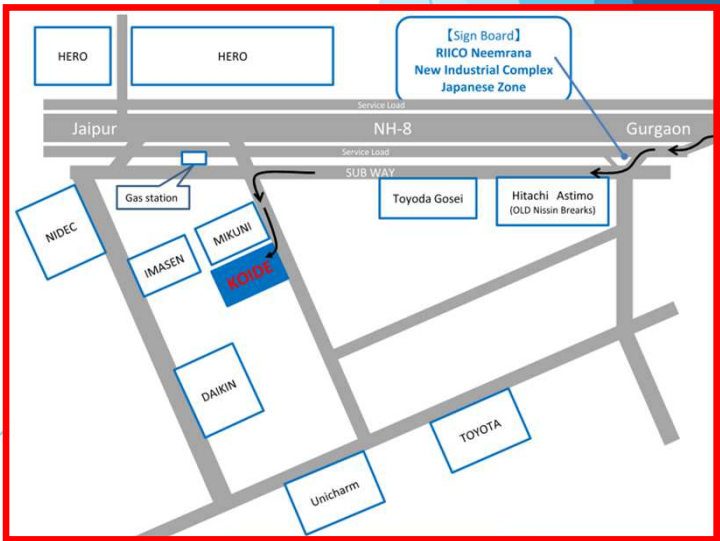 HERO
HERO
【Sign Board】
RIICO Neemrana
New Industrial Complex
Japanese Zone
Service Load
Jaipur NH-8 Gurgaon
Service Load
SUB WAY
Gas station
Toyoda Gosei
Hitachi Astimo
(OLD Nissin Brearks)
NIDEC
MIKUNI
IMASEN
KOIDE
DAIKIN
TOYOTA
Unicharm